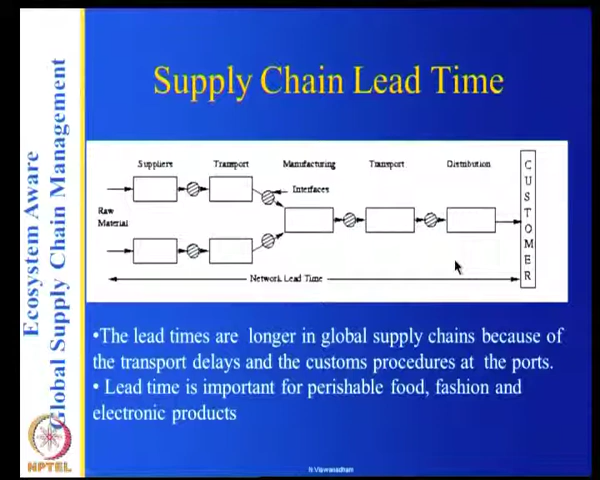 Supply Chain Lead Time
Ecosystem Aware
Global Supply Chain Management
Suppliers Transport Manufacturing Transport Distribution
Interfaces
Raw
Material
CUSTOMER
Network Lead Time
•The lead times are longer in global supply chains because of
the transport delays and the customs procedures at the ports.
• Lead time is important for perishable food, fashion and
electronic products
NPTEL
N.Viswanadham